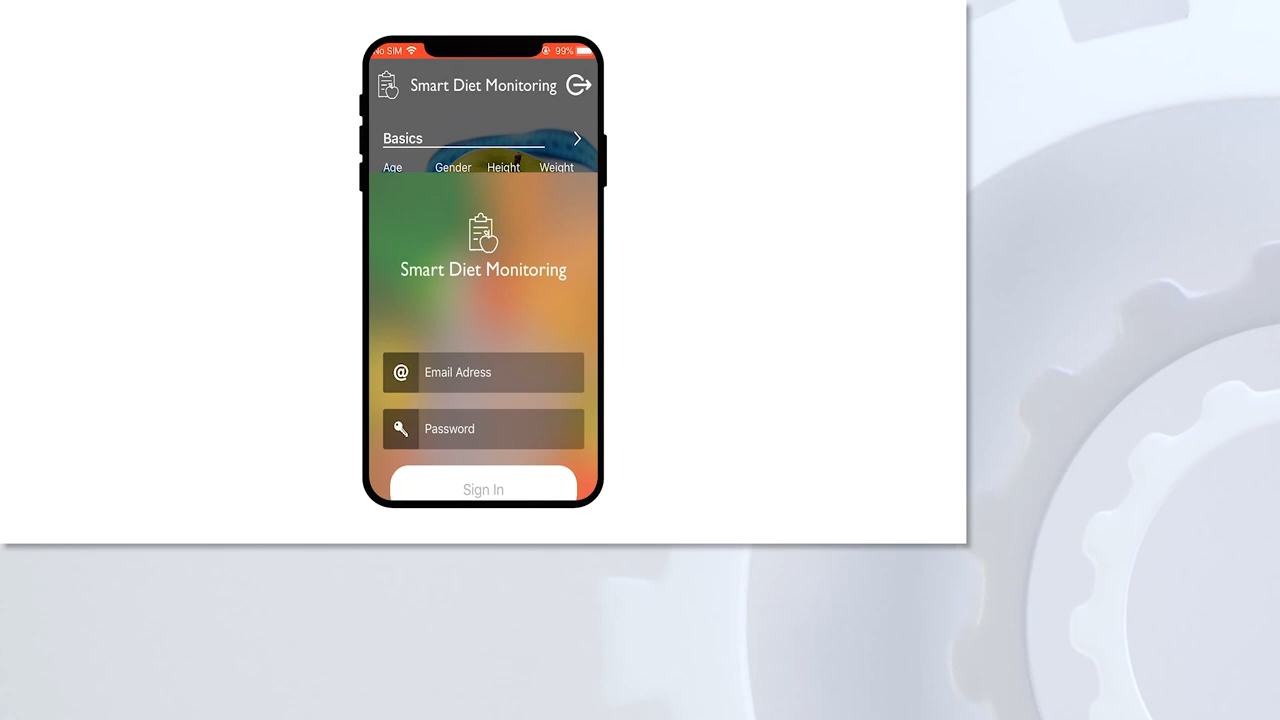 No SIM 99%
Smart Diet Monitoring
Basics
Age Gender Height Weight
Smart Diet Monitoring
@ Email Adress
Password
Sign In